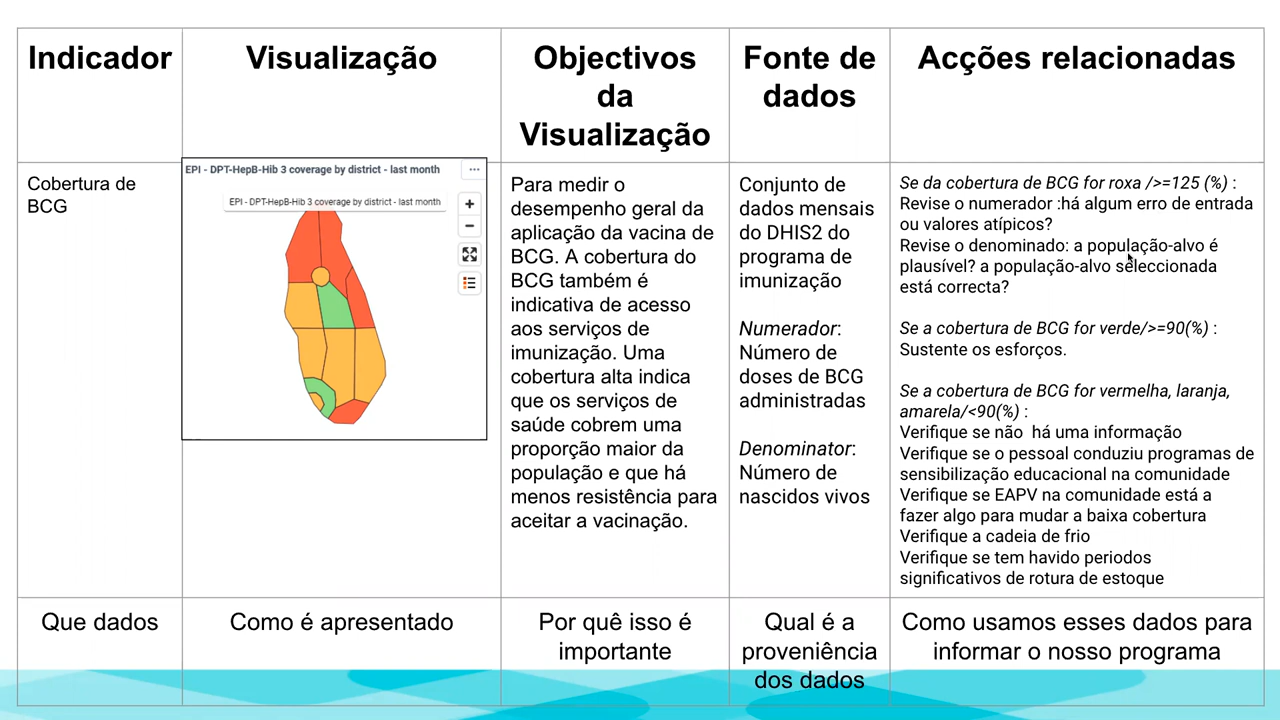 Indicador
Visualização
Objectivos
da
Visualização
Fonte de
dados
Acções relacionadas
Cobertura de
BCG
EPI - DPT-HepB-Hib 3 coverage by district - last month
EPI - DPT-HepB-Hib 3 coverage by district - last month
Para medir o
desempenho geral da
aplicação da vacina de
BCG. A cobertura do
BCG também é
indicativa de acesso
aos serviços de
imunização. Uma
cobertura alta indica
que os serviços de
saúde cobrem uma
proporção maior da
população e que há
menos resistência para
aceitar a vacinação.
Conjunto de
dados mensais
do DHIS2 do
programa de
imunização
Numerador:
Número de
doses de BCG
administradas
Denominator:
Número de
nascidos vivos
Se da cobertura de BCG for roxa />=125 (%) :
Revise o numerador :há algum erro de entrada
ou valores atípicos?
Revise o denominado: a população-alvo é
plausível? a população-alvo seleccionada
está correcta?
Se a cobertura de BCG for verde/>=90(%) :
Sustente os esforços.
Se a cobertura de BCG for vermelha, laranja,
amarela/<90(%) :
Verifique se não há uma informação
Verifique se o pessoal conduziu programas de
sensibilização educacional na comunidade
Verifique se EAPV na comunidade está a
fazer algo para mudar a baixa cobertura
Verifique a cadeia de frio
Verifique se tem havido periodos
significativos de rotura de estoque
Que dados
Como é apresentado
Por quê isso é
importante
Qual é a
proveniência
dos dados
Como usamos esses dados para
informar o nosso programa